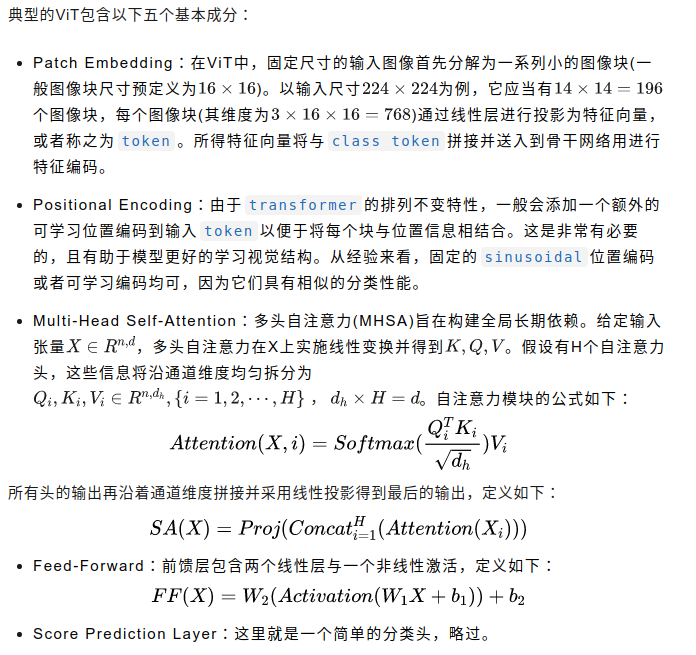 典型的ViT包含以下五个基本成分：
• Patch Embedding：在ViT中，固定尺寸的输入图像首先分解为一系列小的图像块(一
般图像块尺寸预定义为16 × 16)。以输入尺寸224 × 224为例，它应当有14 × 14 = 196
个图像块，每个图像块(其维度为3 × 16 × 16 = 768)通过线性层进行投影为特征向量，
或者称之为 token 。所得特征向量将与 class token 拼接并送入到骨干网络用进行
特征编码。
• Positional Encoding：由于 transformer 的排列不变特性，一般会添加一个额外的
可学习位置编码到输入 token 以便于将每个块与位置信息相结合。这是非常有必要
的，且有助于模型更好的学习视觉结构。从经验来看，固定的 sinusoidal 位置编码
或者可学习编码均可，因为它们具有相似的分类性能。
• Multi-Head Self-Attention：多头自注意力(MHSA)旨在构建全局长期依赖。给定输入
张量X ∈ R^{n,d}，多头自注意力在X上实施线性变换并得到K, Q, V。假设有H个自注意力
头，这些信息将沿通道维度均匀拆分为
Q_i, K_i, V_i ∈ R^{n,d_h}, {i = 1, 2, ⋯, H} ， d_h × H = d。自注意力模块的公式如下：
Attention(X, i) = Softmax(\frac{Q_i^T K_i}{\sqrt{d_h}})V_i
所有头的输出再沿着通道维度拼接并采用线性投影得到最后的输出，定义如下：
SA(X) = Proj(Concat_{i=1}^H(Attention(X_i)))
• Feed-Forward：前馈层包含两个线性层与一个非线性激活，定义如下：
FF(X) = W_2(Activation(W_1X + b_1)) + b_2
• Score Prediction Layer：这里就是一个简单的分类头，略过。